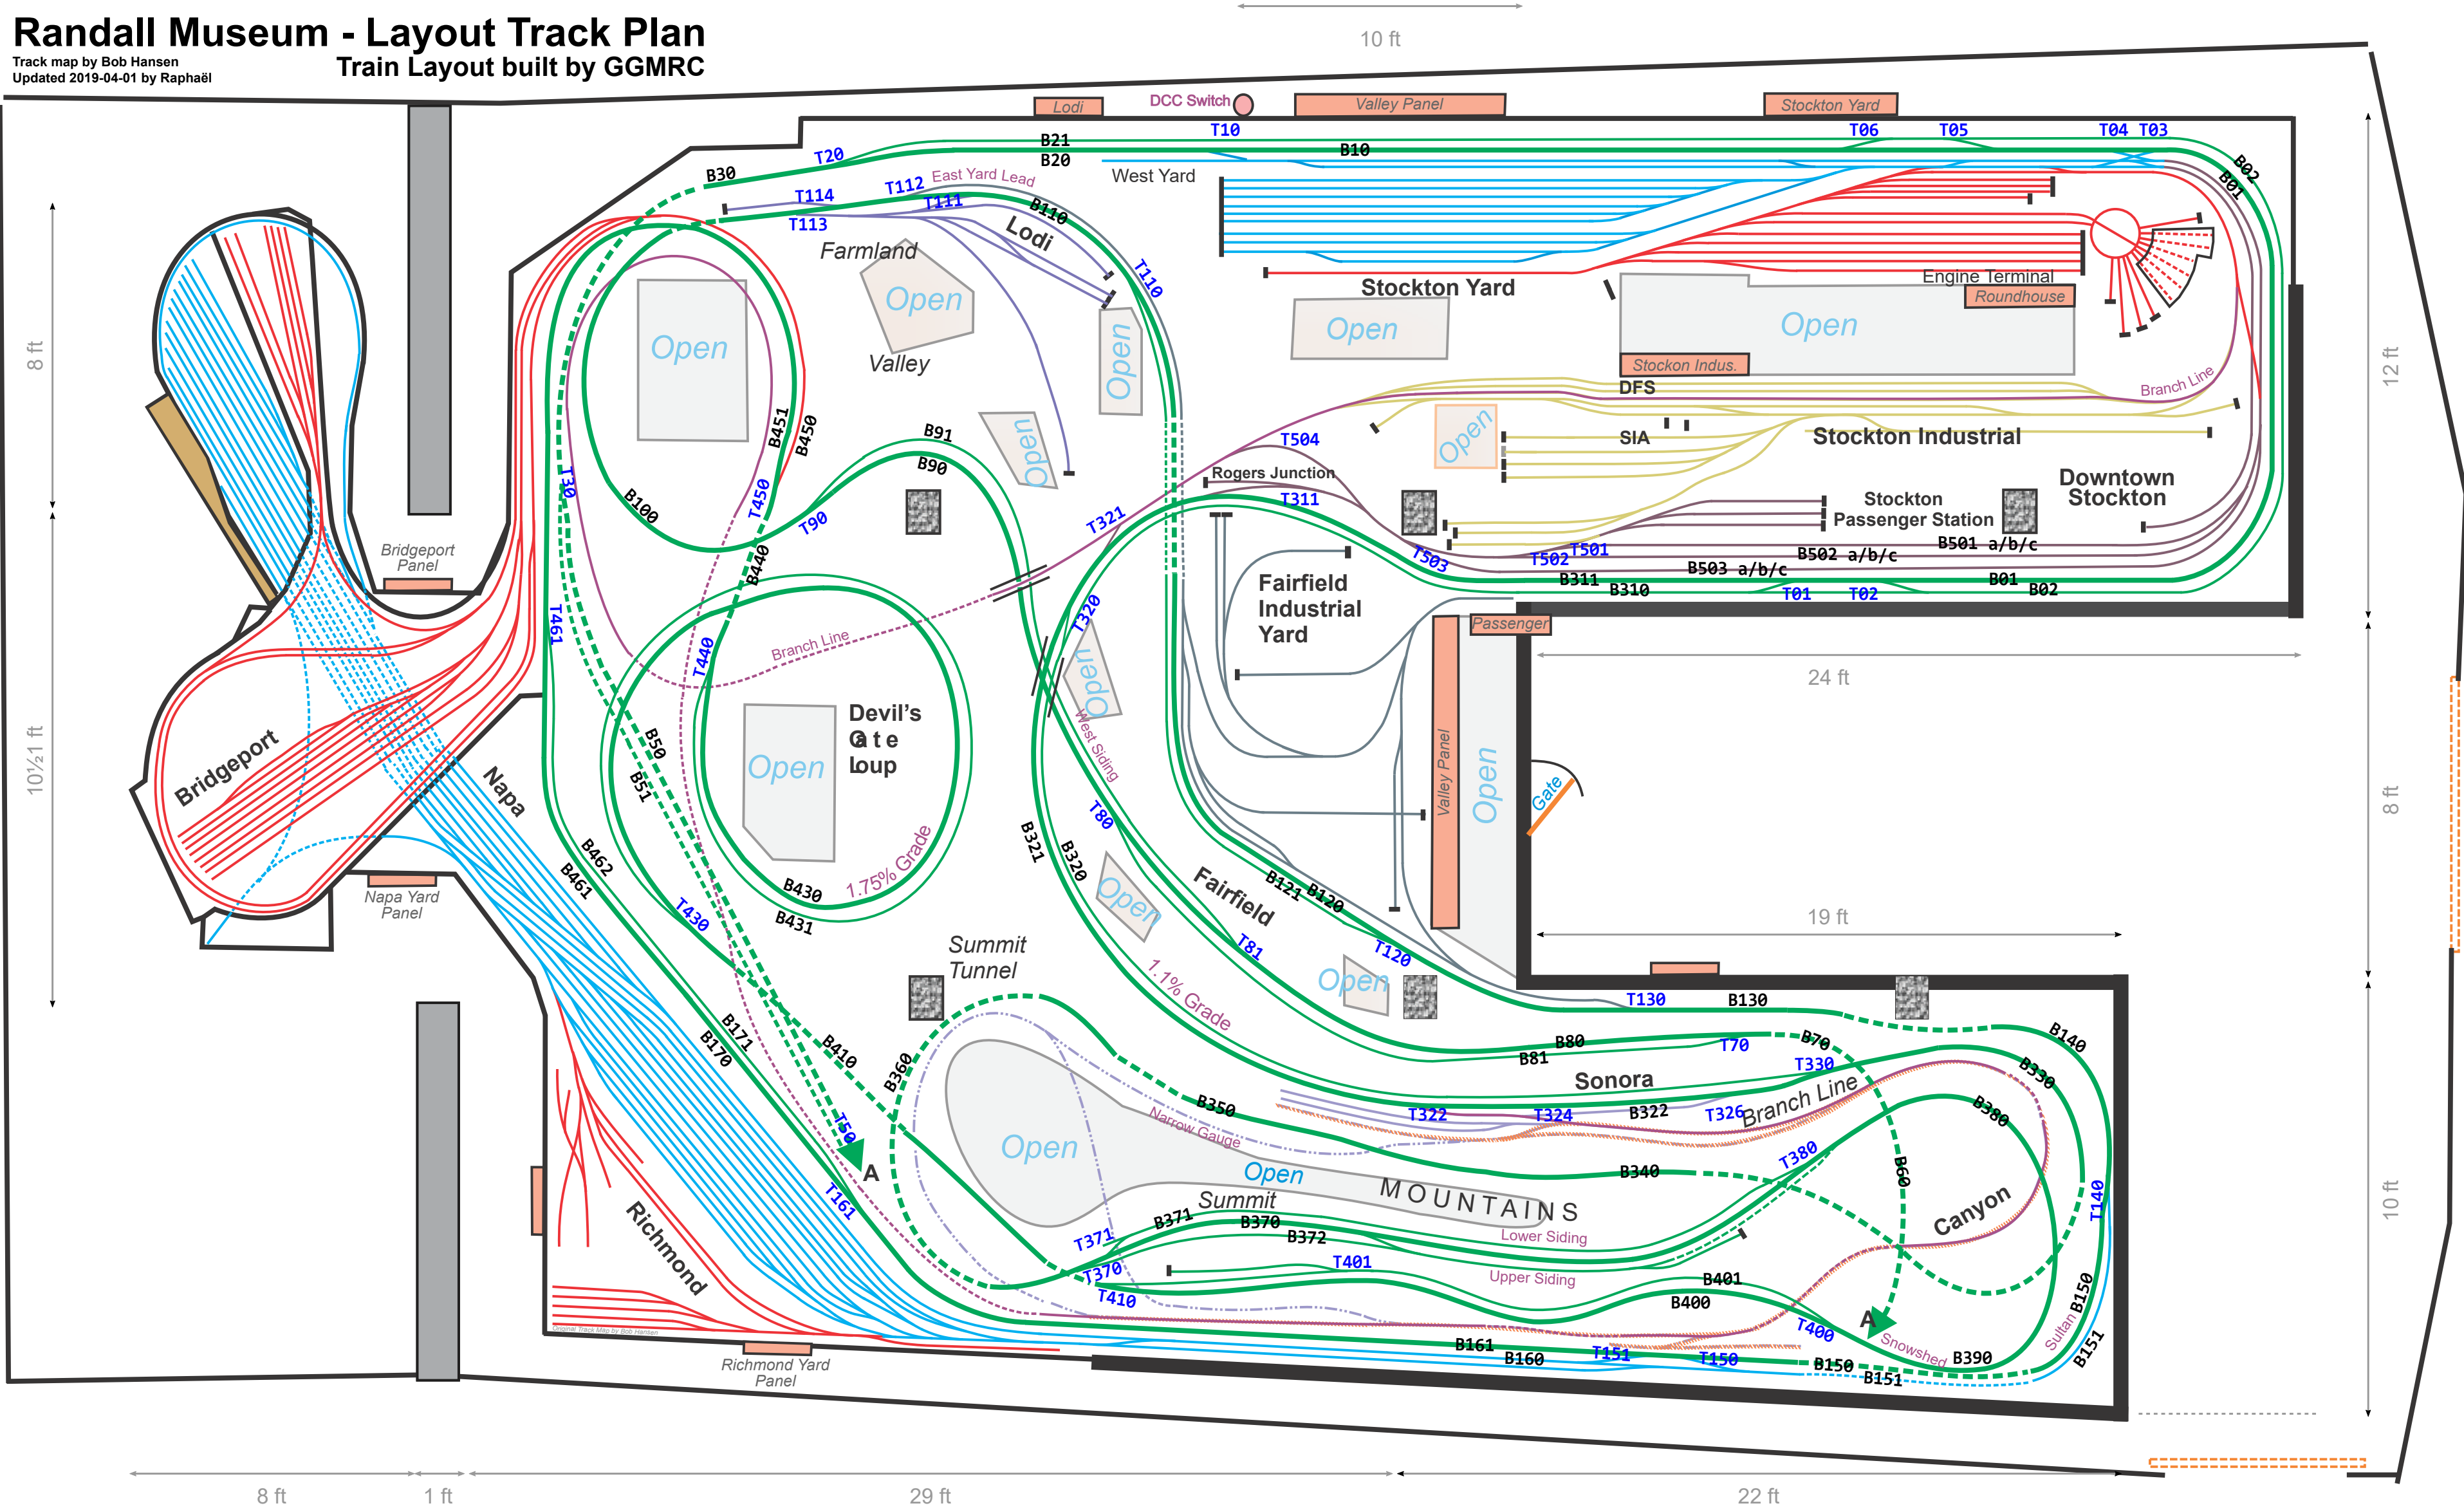 Randall Museum - Layout Track Plan
Track map by Bob Hansen
Updated 2019-04-01 by Raphaël
Train Layout built by GGMRC
10 ft
Lodi
DCC Switch
Valley Panel
Stockton Yard
T10
T06
T05
T04
T03
B21
B20
B10
T20
B30
West Yard
East Yard Lead
T112
T114
T111
T113
B110
Lodi
T110
B02
B01
Farmland
Open
Valley
Open
Open
Open
Stockton Yard
Open
Engine Terminal
Roundhouse
Open
Stockon Indus.
DFS
Branch Line
Open
SIA
Stockton Industrial
Downtown
Stockton
Stockton
Passenger Station
8 ft
12 ft
B451
B450
B91
B90
T30
B100
T450
T90
B440
T504
Rogers Junction
T311
T321
T503
T502
T501
B501 a/b/c
B502 a/b/c
B503 a/b/c
B311
B310
B01
B02
T01
T02
Bridgeport
Panel
T461
T440
Branch Line
T320
Open
Fairfield
Industrial
Yard
Passenger
24 ft
Devil's
Gate
Loup
Open
West Siding
Valley Panel
Open
Gate
8 ft
10½1 ft
Bridgeport
Napa
B50
B51
T80
B321
B320
B462
B461
B430
1.75% Grade
B431
T430
Napa Yard
Panel
Open
Fairfield
B121
B120
T81
T120
Open
19 ft
Summit
Tunnel
1.1% Grade
T130
B130
B140
B171
B170
B410
B360
B80
B81
T70
B70
T330
B330
Sonora
Branch Line
B350
Narrow Gauge
T322
T324
B322
T326
B380
T50
A
Open
Open
MOUNTAINS
B340
T380
B60
Canyon
T140
10 ft
T161
Richmond
Summit
B371
B370
B372
T371
T370
T410
Lower Siding
Upper Siding
T401
B401
B400
T400
A
Snowshed
B390
Sultan
B150
B151
Original Track Map by Bob Hansen
Richmond Yard
Panel
B161
B160
T151
T150
B150
B151
8 ft
1 ft
29 ft
22 ft